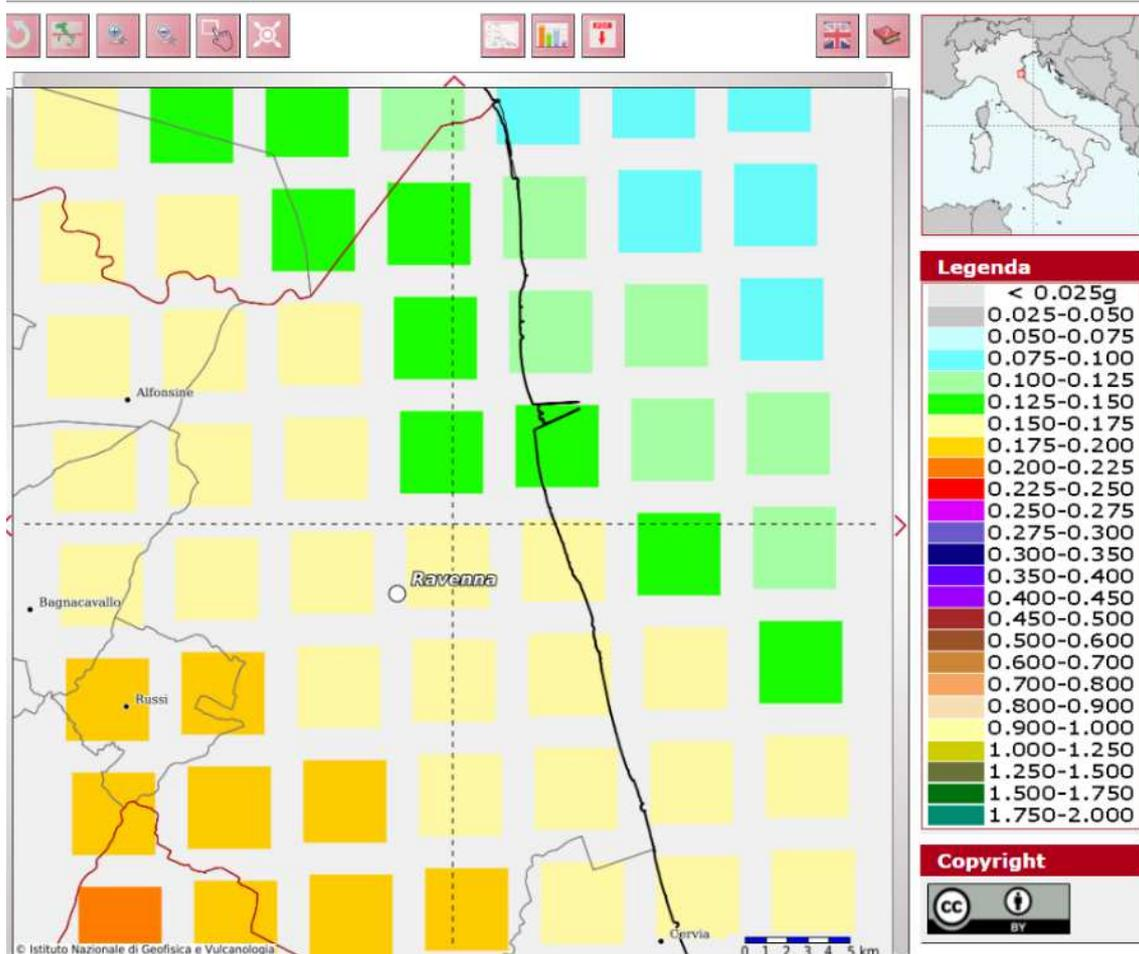 PDF
Alfonsine
Ravenna
Bagnacavallo
Russi
Cervia
© Istituto Nazionale di Geofisica e Vulcanologia
0 1 2 3 4 5 km
Legenda
< 0.025g
0.025-0.050
0.050-0.075
0.075-0.100
0.100-0.125
0.125-0.150
0.150-0.175
0.175-0.200
0.200-0.225
0.225-0.250
0.250-0.275
0.275-0.300
0.300-0.350
0.350-0.400
0.400-0.450
0.450-0.500
0.500-0.600
0.600-0.700
0.700-0.800
0.800-0.900
0.900-1.000
1.000-1.250
1.250-1.500
1.500-1.750
1.750-2.000
Copyright
cc
BY